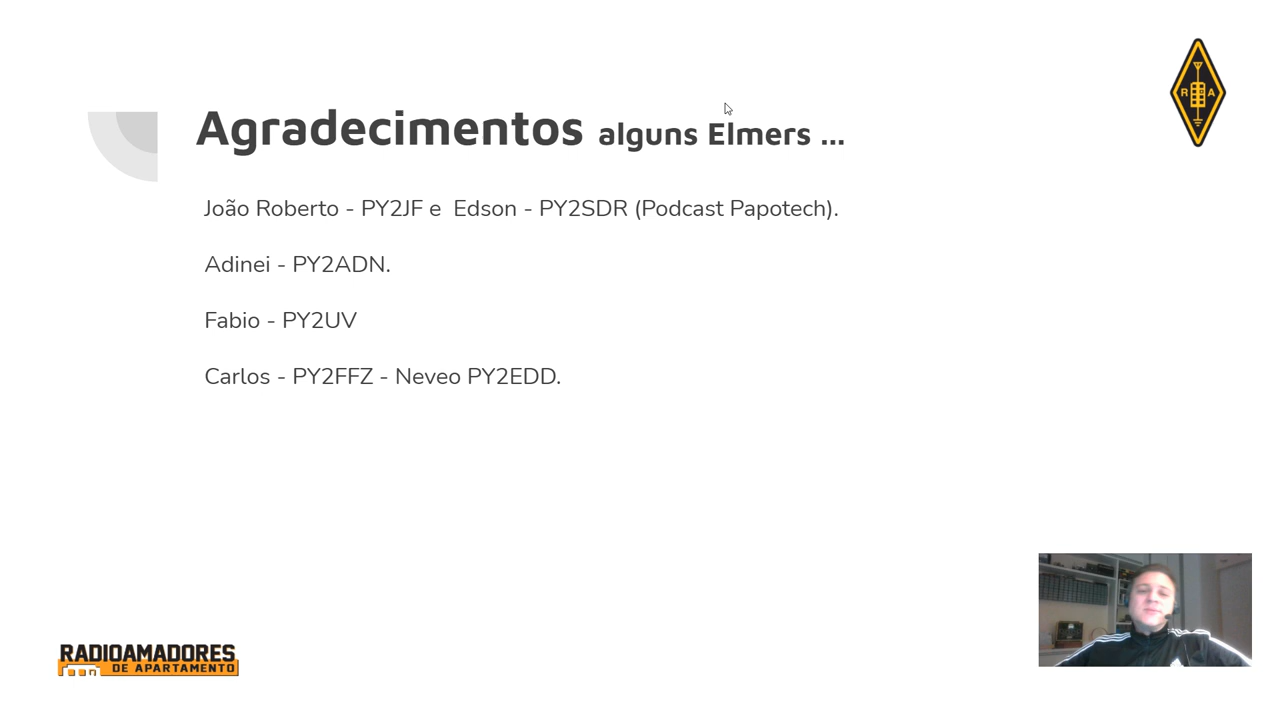 Agradecimentos alguns Elmers ...
R A
João Roberto - PY2JF e  Edson - PY2SDR (Podcast Papotech).
Adinei - PY2ADN.
Fabio - PY2UV
Carlos - PY2FFZ - Neveo PY2EDD.
RADIOAMADORES
DE APARTAMENTO